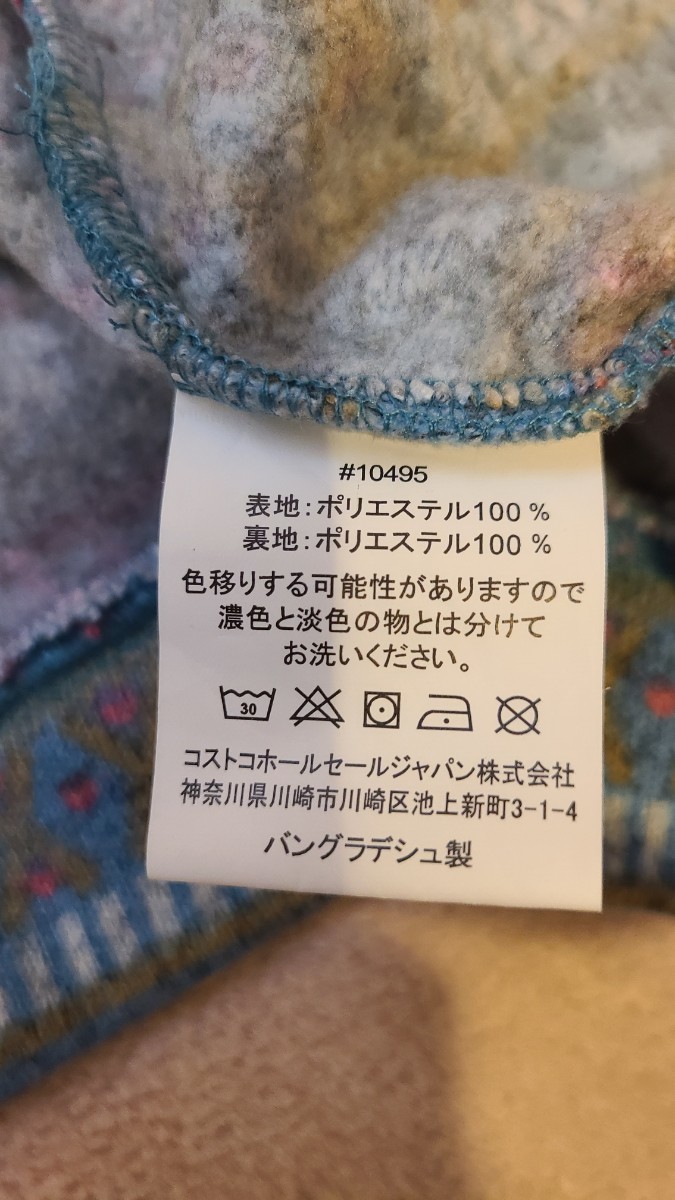 #10495
表地:ポリエステル100 %
裏地:ポリエステル100 %
色移りする可能性がありますので
濃色と淡色の物とは分けて
お洗いください。
30
コストコホールセールジャパン株式会社
神奈川県川崎市川崎区池上新町3-1-4
バングラデシュ製